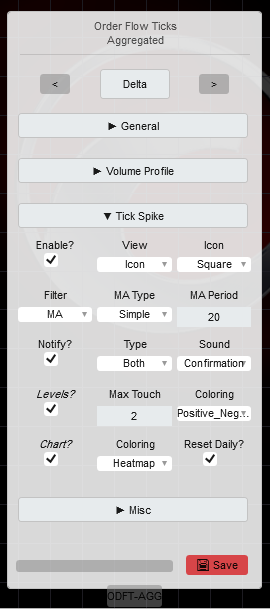 Order Flow Ticks
Aggregated
< Delta >
► General
► Volume Profile
▼ Tick Spike
Enable? View Icon
Icon Square
Filter MA Type MA Period
MA Simple 20
Notify? Type Sound
Both Confirmation
Levels? Max Touch Coloring
2 Positive_Neg...
Chart? Coloring Reset Daily?
Heatmap
► Misc
Save
ODFT-AGG